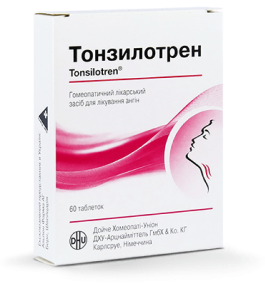 Тонзилотрен
Tonsilotren®
Гомеопатичний лікарський
засіб для лікування ангін
60 таблеток
DHU
Дойче Хомеопаті-Уніон
ДХУ-Арцнайміттель ГмбХ & Ко. КГ
Карлсруе, Німеччина